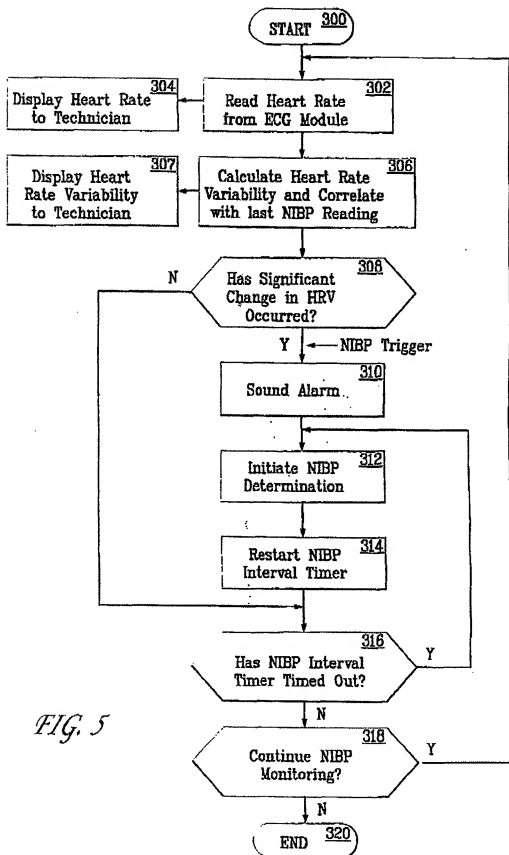 START 300
304
Display Heart Rate
to Technician
302
Read Heart Rate
from ECG Module
307
Display Heart
Rate Variability
to Technician
306
Calculate Heart Rate
Variability and Correlate
with last NIBP Reading
308
Has Significant
Change in HRV
Occurred?
N
Y
NIBP Trigger
310
Sound Alarm
312
Initiate NIBP
Determination
314
Restart NIBP
Interval Timer
316
Has NIBP Interval
Timer Timed Out?
Y
N
FIG. 5
318
Continue NIBP
Monitoring?
Y
N
END 320